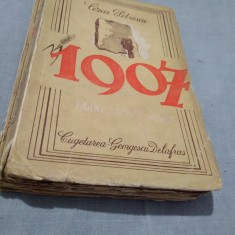 Cezar Petrescu
1907
Cugetarea-Georgescu Delafras